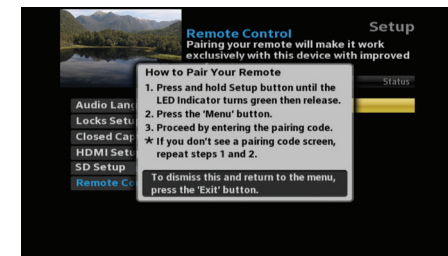 Setup
Remote Control
Pairing your remote will make it work
exclusively with this device with improved
Status
How to Pair Your Remote
1. Press and hold Setup button until the
LED Indicator turns green then release.
2. Press the 'Menu' button.
3. Proceed by entering the pairing code.
* If you don't see a pairing code screen,
repeat steps 1 and 2.
To dismiss this and return to the menu,
press the 'Exit' button.
Audio Lang
Locks Setu
Closed Cap
HDMI Setu
SD Setup
Remote Co